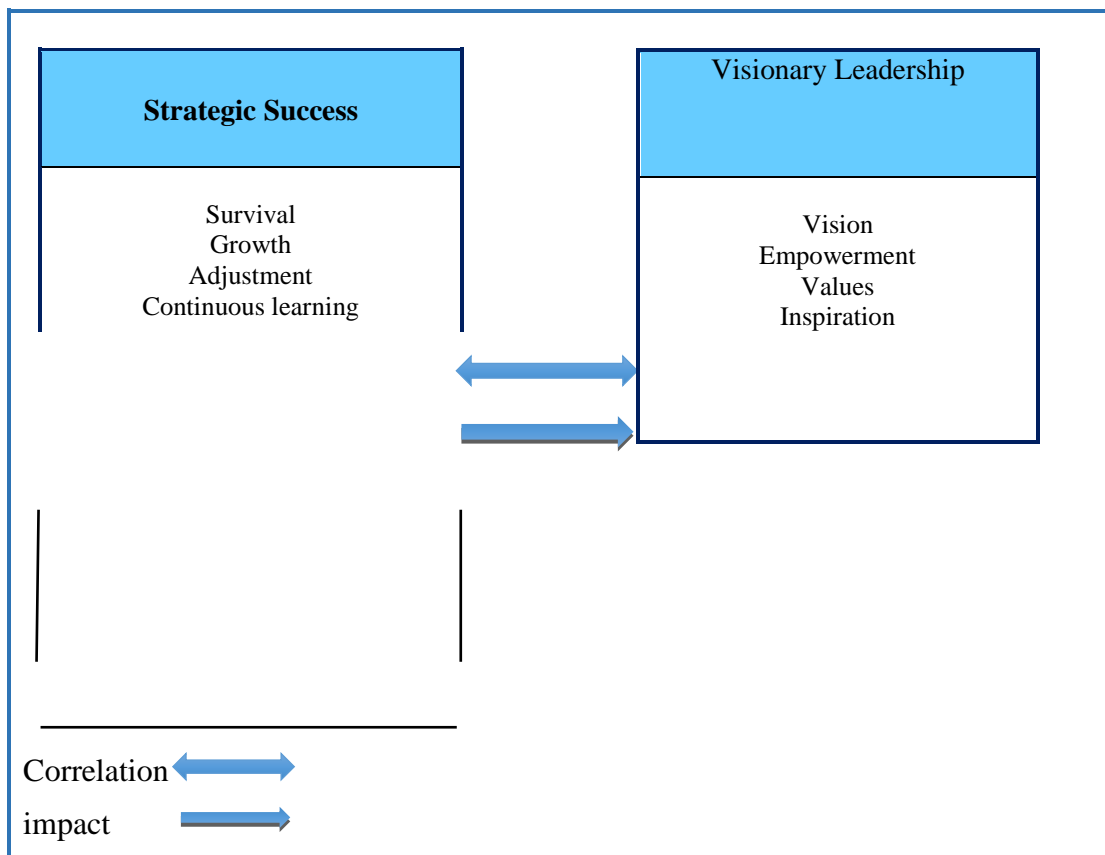 Strategic Success
Survival
Growth
Adjustment
Continuous learning
Visionary Leadership
Vision
Empowerment
Values
Inspiration
Correlation
impact